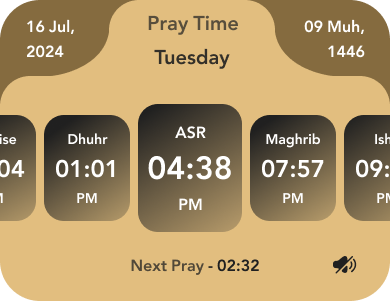 16 Jul,
2024
Pray Time
Tuesday
09 Muh,
1446
ise
04
Dhuhr
01:01
PM
ASR
04:38
PM
Maghrib
07:57
PM
Ish
09:
PM
Next Pray - 02:32